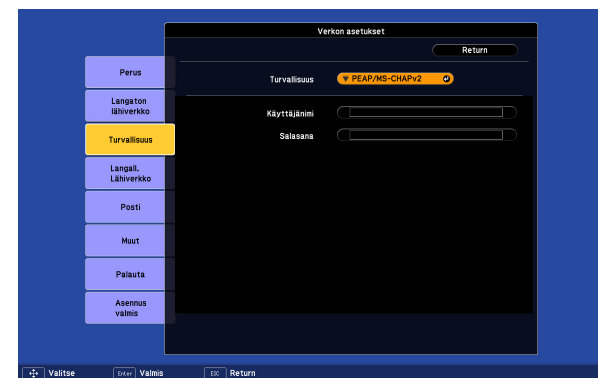 Verkon asetukset
Return
Perus
Langaton
lähiverkko
Turvallisuus
Langall.
Lähiverkko
Posti
Muut
Palauta
Asennus
valmis
Turvallisuus
PEAP/MS-CHAPv2
Käyttäjänimi
Salasana
Valitse
Enter Valmis
ESC Return